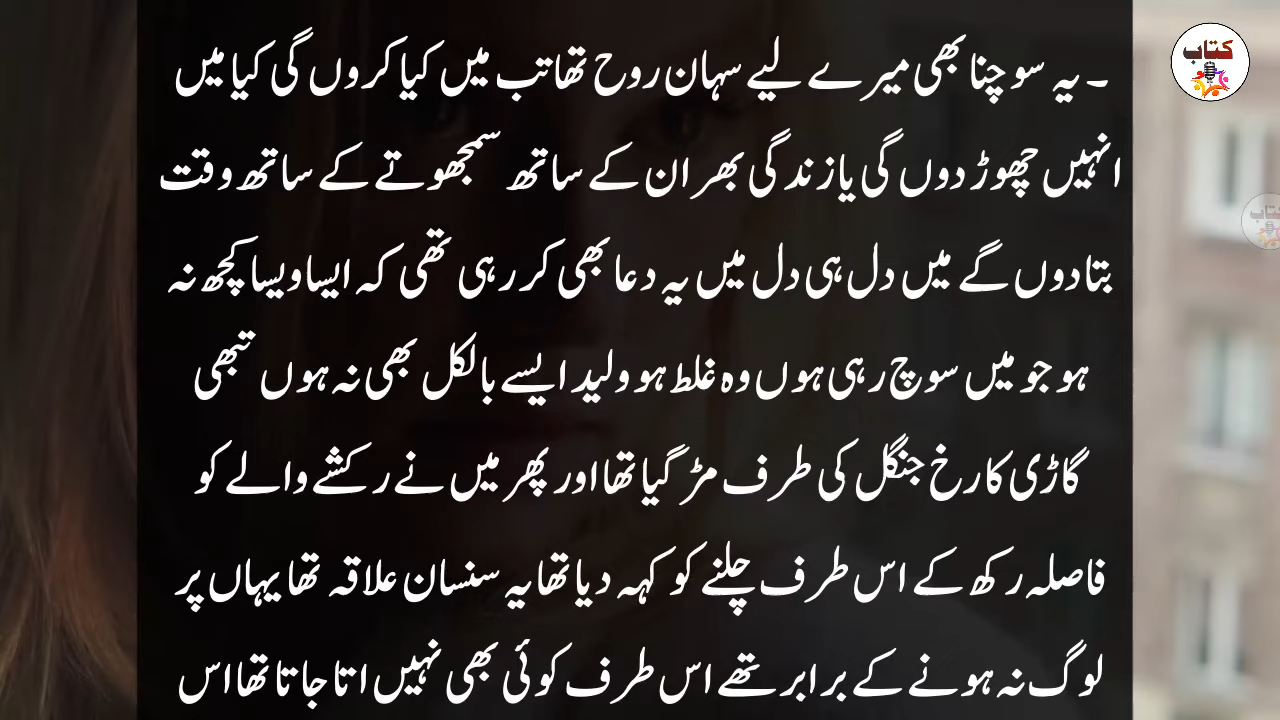 ۔ یہ سوچنا بھی میرے لیے سہان روح تھا تب میں کیا کروں گی کیا میں
انہیں چھوڑ دوں گی یا زندگی بھر ان کے ساتھ سمجھوتے کے ساتھ وقت
بتا دوں گے میں دل ہی دل میں یہ دعا بھی کر رہی تھی کہ ایسا ویسا کچھ نہ
ہو جو میں سوچ رہی ہوں وہ غلط ہو ولید ایسے بالکل بھی نہ ہوں تبھی
گاڑی کا رخ جنگل کی طرف مڑ گیا تھا اور پھر میں نے رکشے والے کو
فاصلہ رکھ کے اس طرف چلنے کو کہہ دیا تھا یہ سنسان علاقہ تھا یہاں پر
لوگ نہ ہونے کے برابر تھے اس طرف کوئی بھی نہیں اتا جاتا تھا اس
کتاب
کتاب